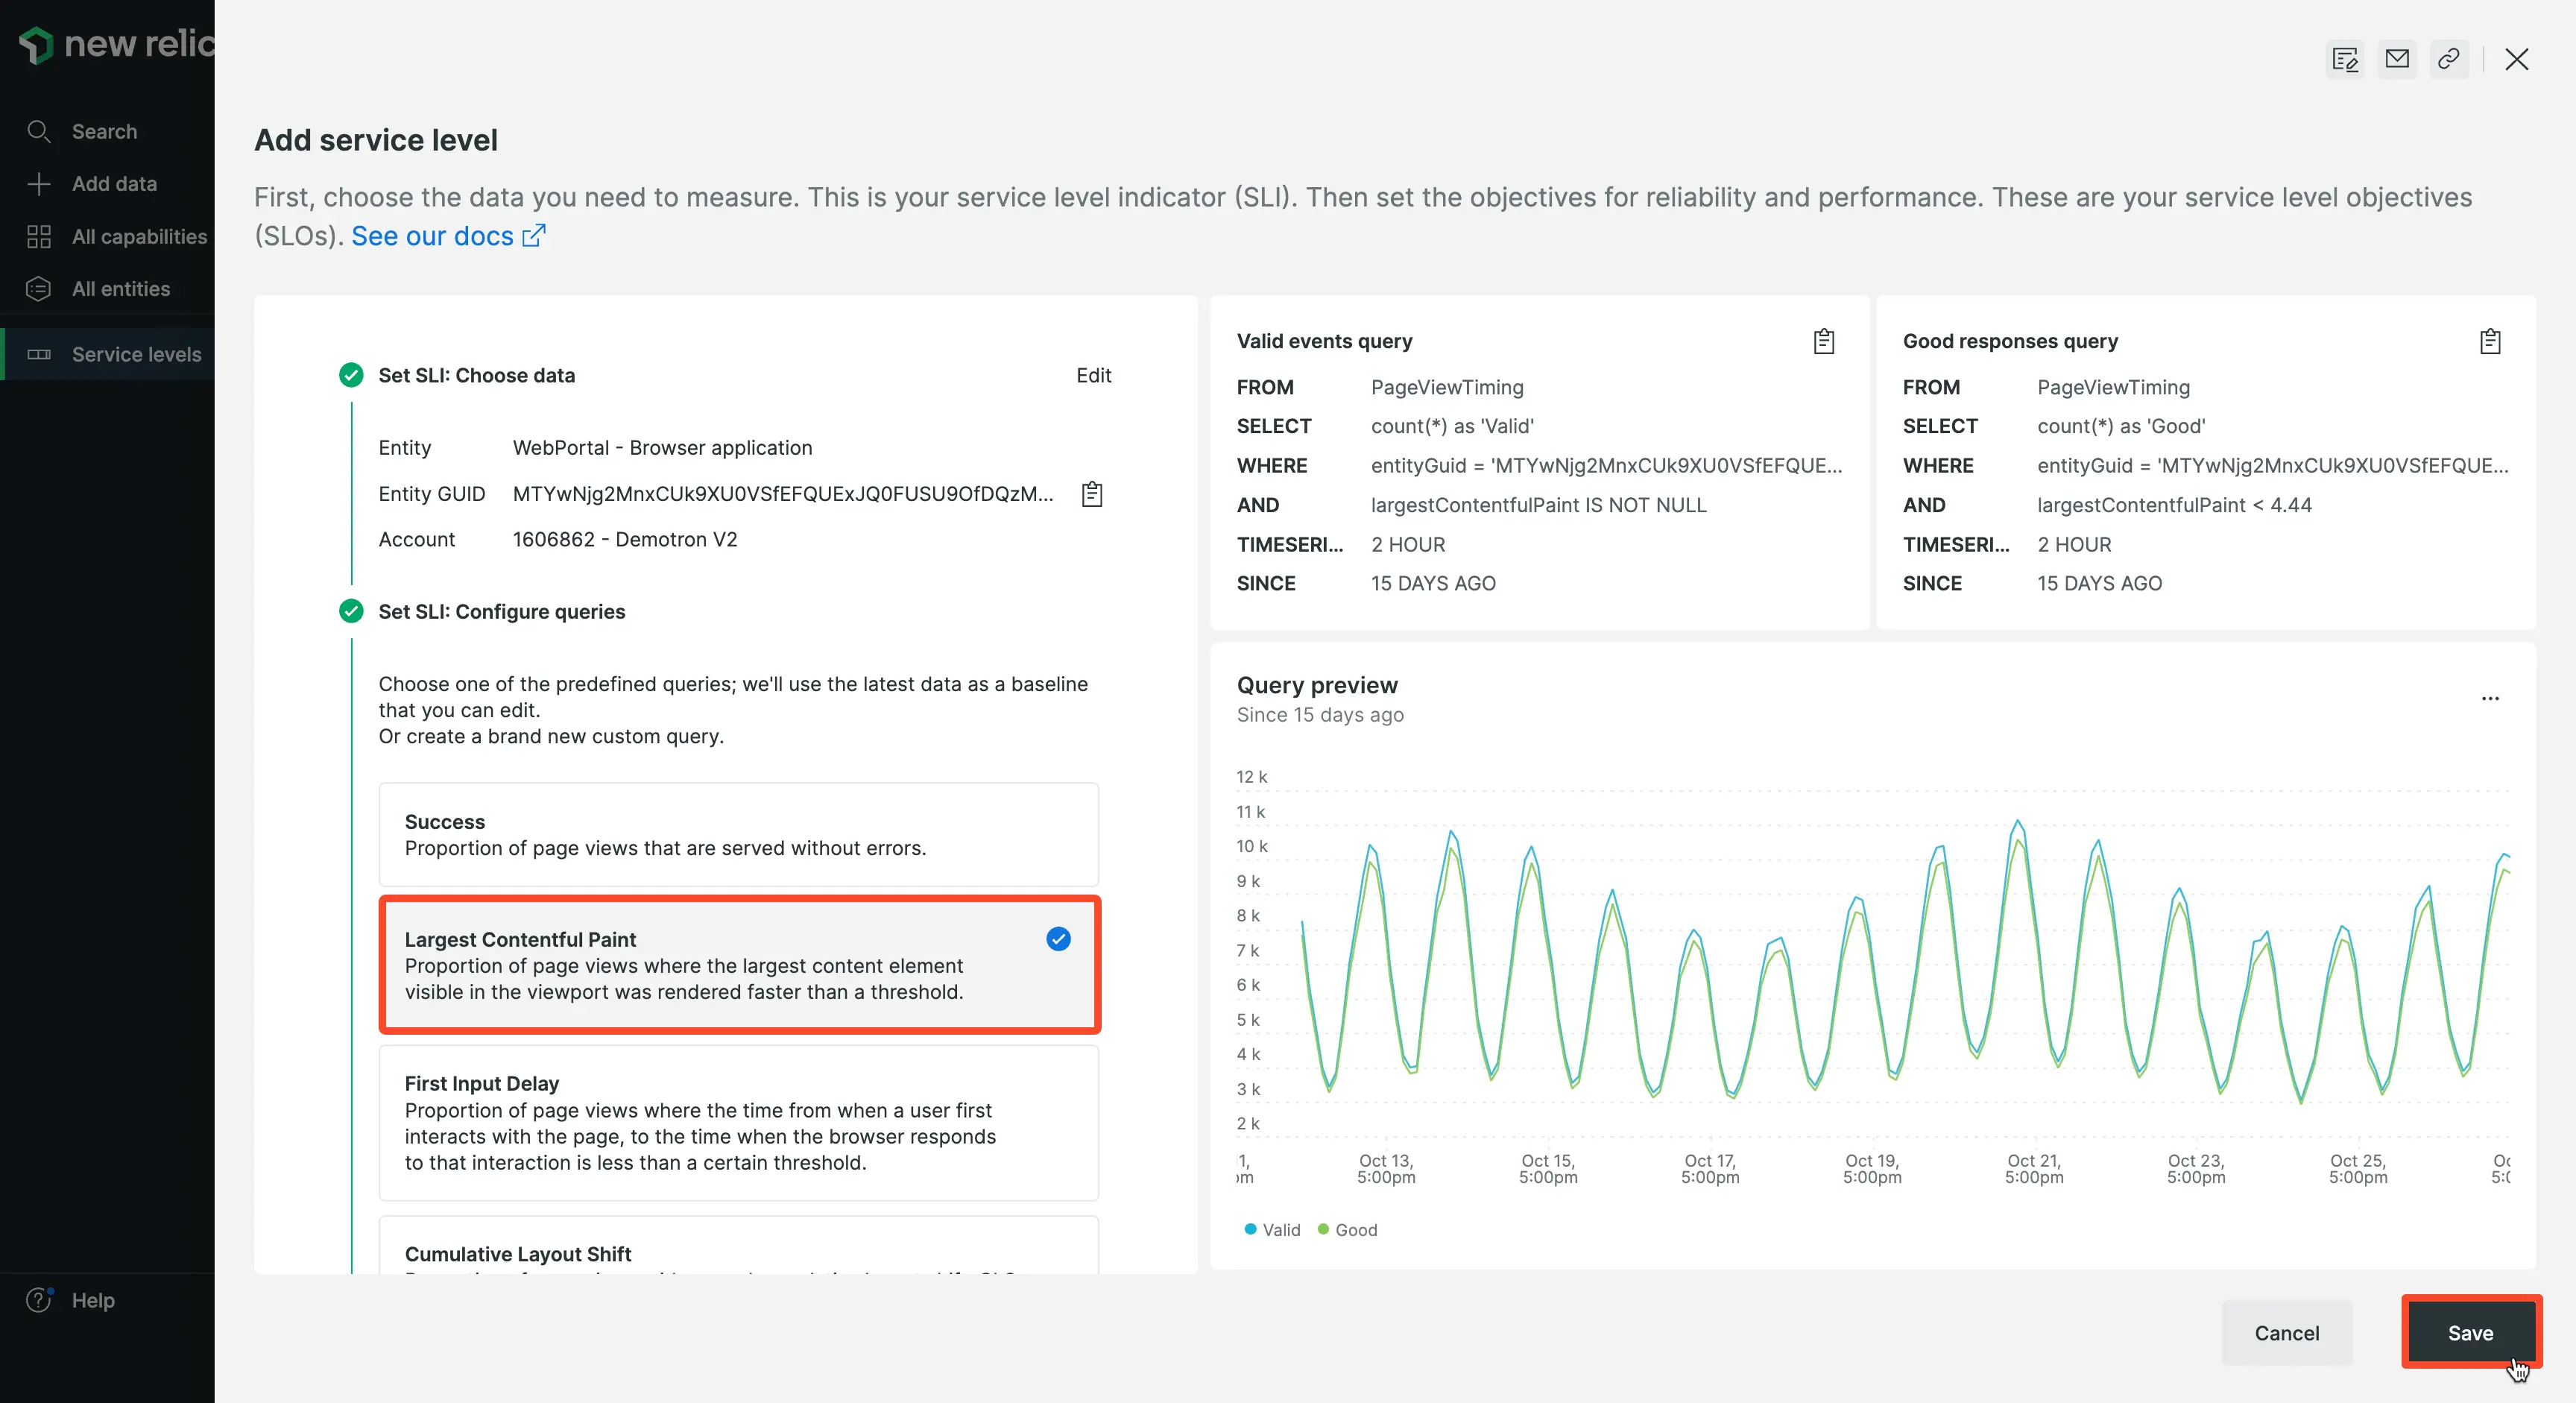 new relic
Search
Add data
All capabilities
All entities
Service levels
Help
Add service level
First, choose the data you need to measure. This is your service level indicator (SLI). Then set the objectives for reliability and performance. These are your service level objectives
(SLOs). See our docs
Set SLI: Choose data
Edit
Entity WebPortal - Browser application
Entity GUID MTYwNjg2MnxCUk9XU0VSfEFQUExJQ0FUSU9OfDQzM...
Account 1606862 - Demotron V2
Set SLI: Configure queries
Choose one of the predefined queries; we'll use the latest data as a baseline
that you can edit.
Or create a brand new custom query.
Success
Proportion of page views that are served without errors.
Largest Contentful Paint
Proportion of page views where the largest content element
visible in the viewport was rendered faster than a threshold.
First Input Delay
Proportion of page views where the time from when a user first
interacts with the page, to the time when the browser responds
to that interaction is less than a certain threshold.
Cumulative Layout Shift
Valid events query
FROM PageViewTiming
SELECT count(*) as 'Valid'
WHERE entityGuid = 'MTYwNjg2MnxCUk9XU0VSfEFQUE...
AND largestContentfulPaint IS NOT NULL
TIMESERI... 2 HOUR
SINCE 15 DAYS AGO
Good responses query
FROM PageViewTiming
SELECT count(*) as 'Good'
WHERE entityGuid = 'MTYwNjg2MnxCUk9XU0VSfEFQUE...
AND largestContentfulPaint < 4.44
TIMESERI... 2 HOUR
SINCE 15 DAYS AGO
Query preview
Since 15 days ago
12 k
11 k
10 k
9 k
8 k
7 k
6 k
5 k
4 k
3 k
2 k
1, Oct 13, Oct 15, Oct 17, Oct 19, Oct 21, Oct 23, Oct 25,
5:00pm 5:00pm 5:00pm 5:00pm 5:00pm 5:00pm 5:00pm
Valid Good
Cancel
Save